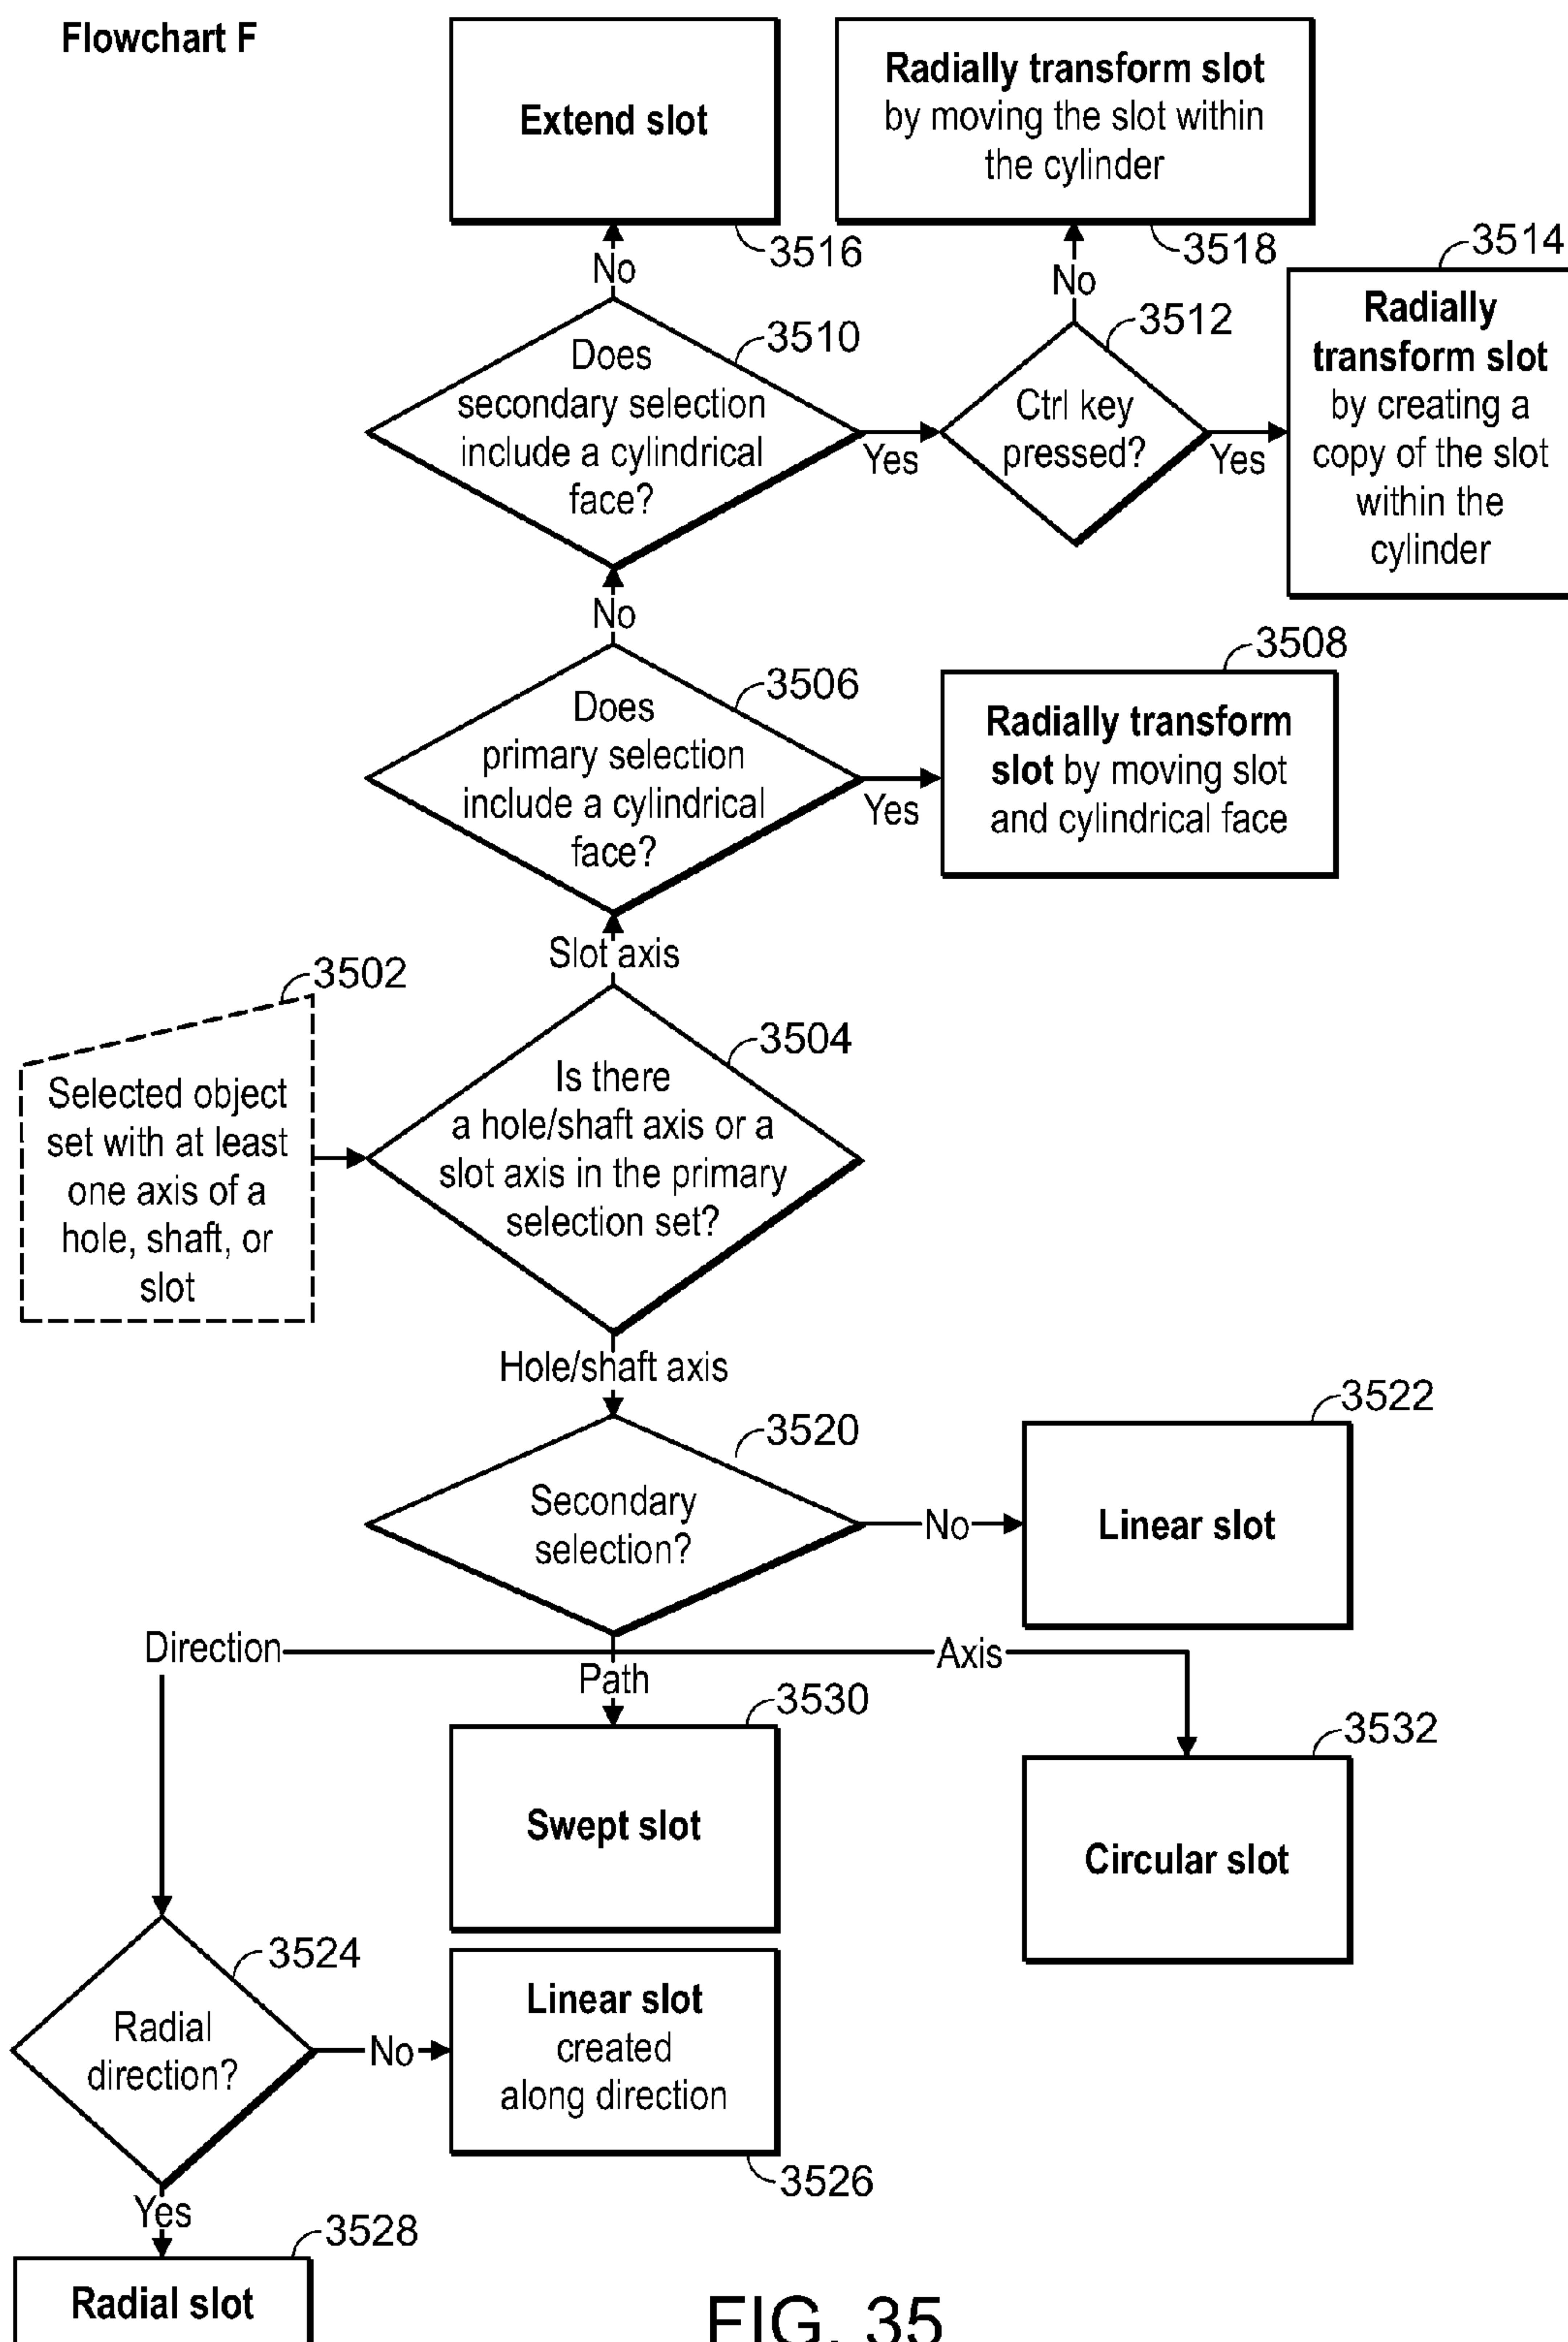 Flowchart F
Extend slot
3516
Radially transform slot
by moving the slot within
the cylinder
3518
3514
Radially
transform slot
by creating a
copy of the slot
within the
cylinder
No
No
3510
Does
secondary selection
include a cylindrical
face?
Yes
3512
Ctrl key
pressed?
Yes
No
3506
Does
primary selection
include a cylindrical
face?
Yes
3508
Radially transform
slot by moving slot
and cylindrical face
Slot axis
3502
Selected object
set with at least
one axis of a
hole, shaft, or
slot
3504
Is there
a hole/shaft axis or a
slot axis in the primary
selection set?
Hole/shaft axis
3520
Secondary
selection?
No
3522
Linear slot
Direction
Path
Axis
3530
Swept slot
3532
Circular slot
3524
Radial
direction?
No
Linear slot
created
along direction
3526
Yes
3528
Radial slot
FIG. 35